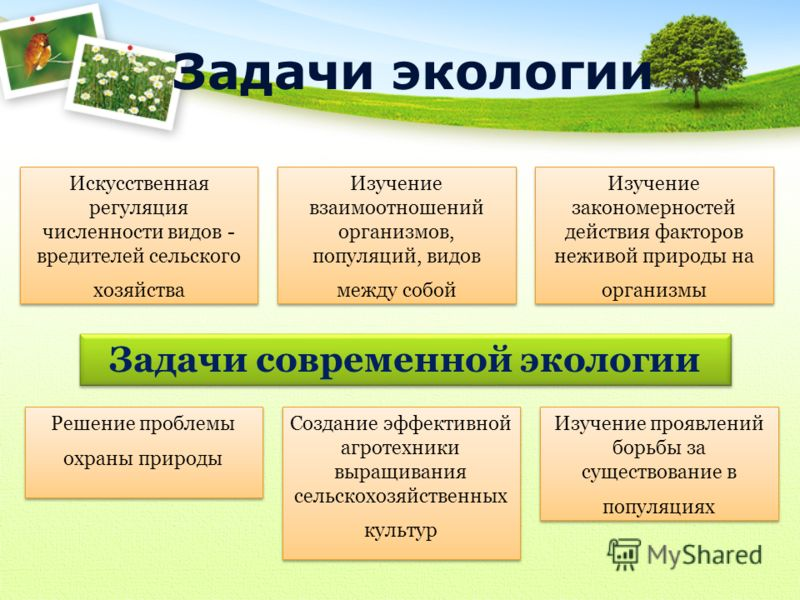 Задачи экологии
Искусственная
регуляция
численности видов -
вредителей сельского
хозяйства
Изучение
взаимоотношений
организмов,
популяций, видов
между собой
Изучение
закономерностей
действия факторов
неживой природы на
организмы
Задачи современной экологии
Решение проблемы
охраны природы
Создание эффективной
агротехники
выращивания
сельскохозяйственных
культур
Изучение проявлений
борьбы за
существование в
популяциях
MyShared